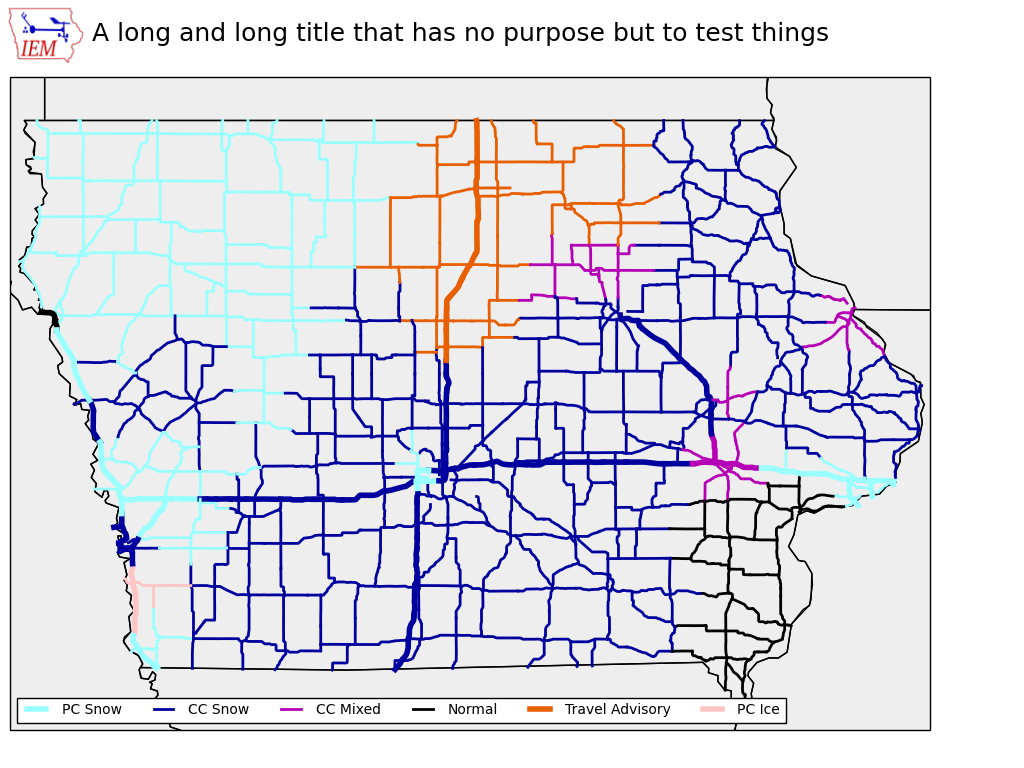 IEM
A long and long title that has no purpose but to test things
PC Snow CC Snow CC Mixed Normal Travel Advisory PC Ice